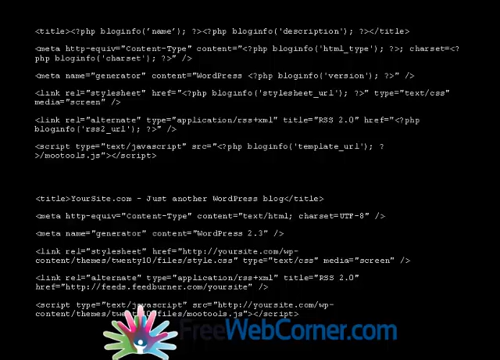 <title><?php bloginfo('name'); ?><?php bloginfo('description'); ?></title>
<meta http-equiv="Content-Type" content="<?php bloginfo('html_type'); ?>; charset=<?
php bloginfo('charset'); ?>" />
<meta name="generator" content="WordPress <?php bloginfo('version'); ?>" />
<link rel="stylesheet" href="<?php bloginfo('stylesheet_url'); ?>" type="text/css"
media="screen" />
<link rel="alternate" type="application/rss+xml" title="RSS 2.0" href="<?php
bloginfo('rss2_url'); ?>" />
<script type="text/javascript" src="<?php bloginfo('template_url'); ?
>/mootools.js"></script>
<title>YourSite.com - Just another WordPress blog</title>
<meta http-equiv="Content-Type" content="text/html; charset=UTF-8" />
<meta name="generator" content="WordPress 2.3" />
<link rel="stylesheet" href="http://yoursite.com/wp-
content/themes/twenty10/files/style.css" type="text/css" media="screen" />
<link rel="alternate" type="application/rss+xml" title="RSS 2.0"
href="http://feeds.feedburner.com/yoursite" />
<script type="text/javascript" src="http://yoursite.com/wp-
content/themes/twenty10/files/mootools.js"></script>
FreeWebCorner.com